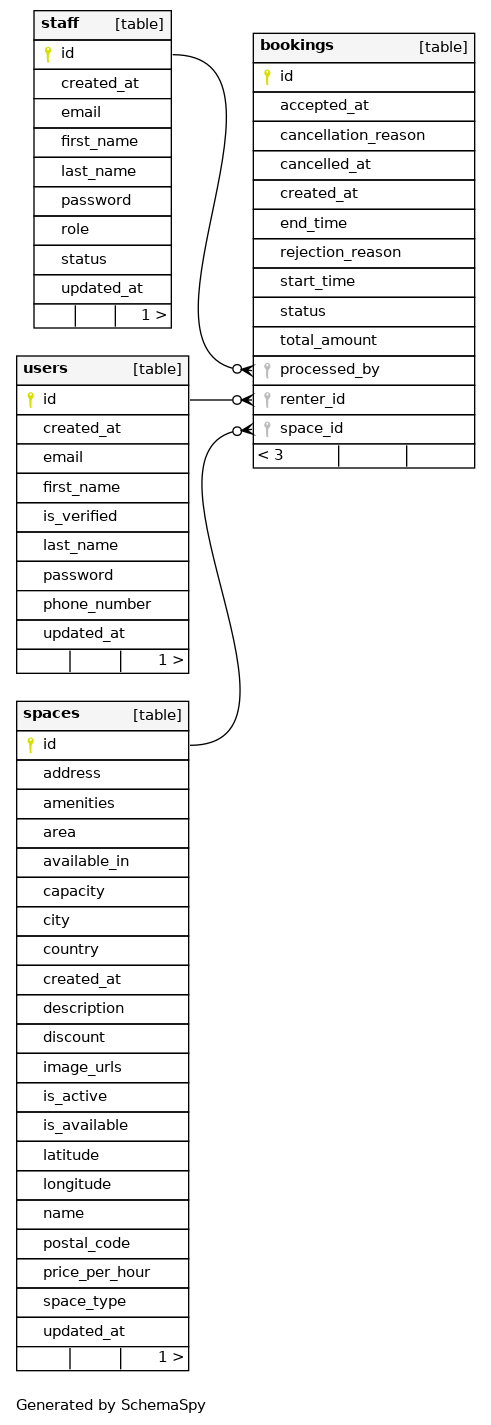 staff [table]
id
created_at
email
first_name
last_name
password
role
status
updated_at
1 >
bookings [table]
id
accepted_at
cancellation_reason
cancelled_at
created_at
end_time
rejection_reason
start_time
status
total_amount
processed_by
renter_id
space_id
< 3
users [table]
id
created_at
email
first_name
is_verified
last_name
password
phone_number
updated_at
1 >
spaces [table]
id
address
amenities
area
available_in
capacity
city
country
created_at
description
discount
image_urls
is_active
is_available
latitude
longitude
name
postal_code
price_per_hour
space_type
updated_at
1 >
Generated by SchemaSpy